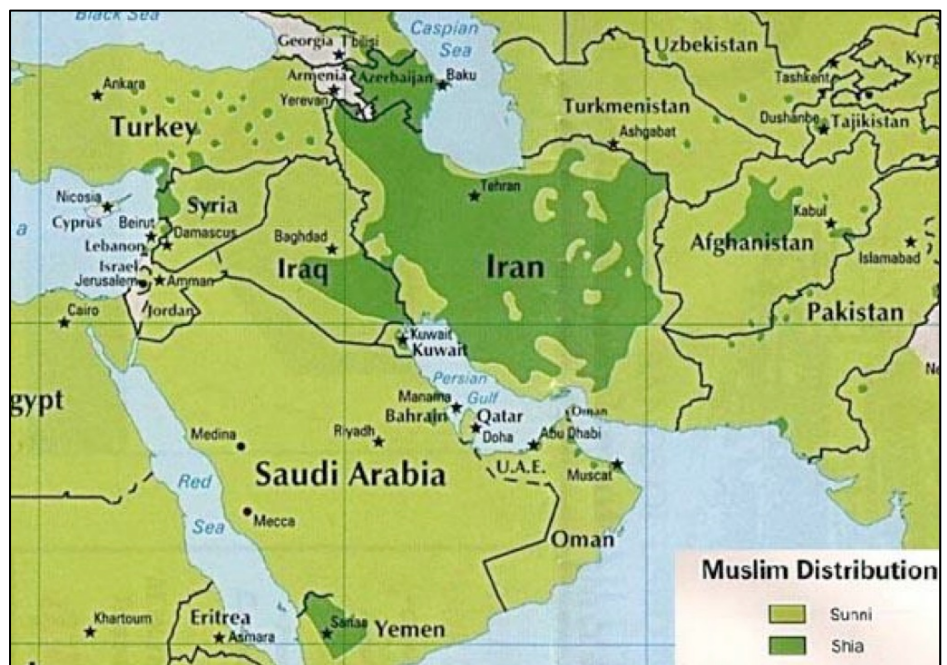 Black Sea
Caspian
Sea
Georgia
Tbilisi
Uzbekistan
Kyrg
Tashkent
Armenia
Azerbaijan
Baku
Yerevan
Ankara
Turkey
Turkmenistan
Ashgabat
Dushanbe
Tajikistan
Nicosia
Cyprus
Syria
Tehran
Beirut
Damascus
Lebanon
Baghdad
Iraq
Iran
Kabul
Afghanistan
Islamabad
Israel
Jerusalem
Amman
Jordan
Pakistan
a
Cairo
Kuwait
Kuwait
Ne
gypt
Persian
Gulf
Manama
Bahrain
Qatar
Doha
Oman
Abu Dhabi
U.A.E.
Muscat
Medina
Riyadh
Saudi Arabia
Red
Sea
Mecca
Oman
Khartoum
Eritrea
Asmara
Sanaa
Yemen
Muslim Distribution
Sunni
Shia